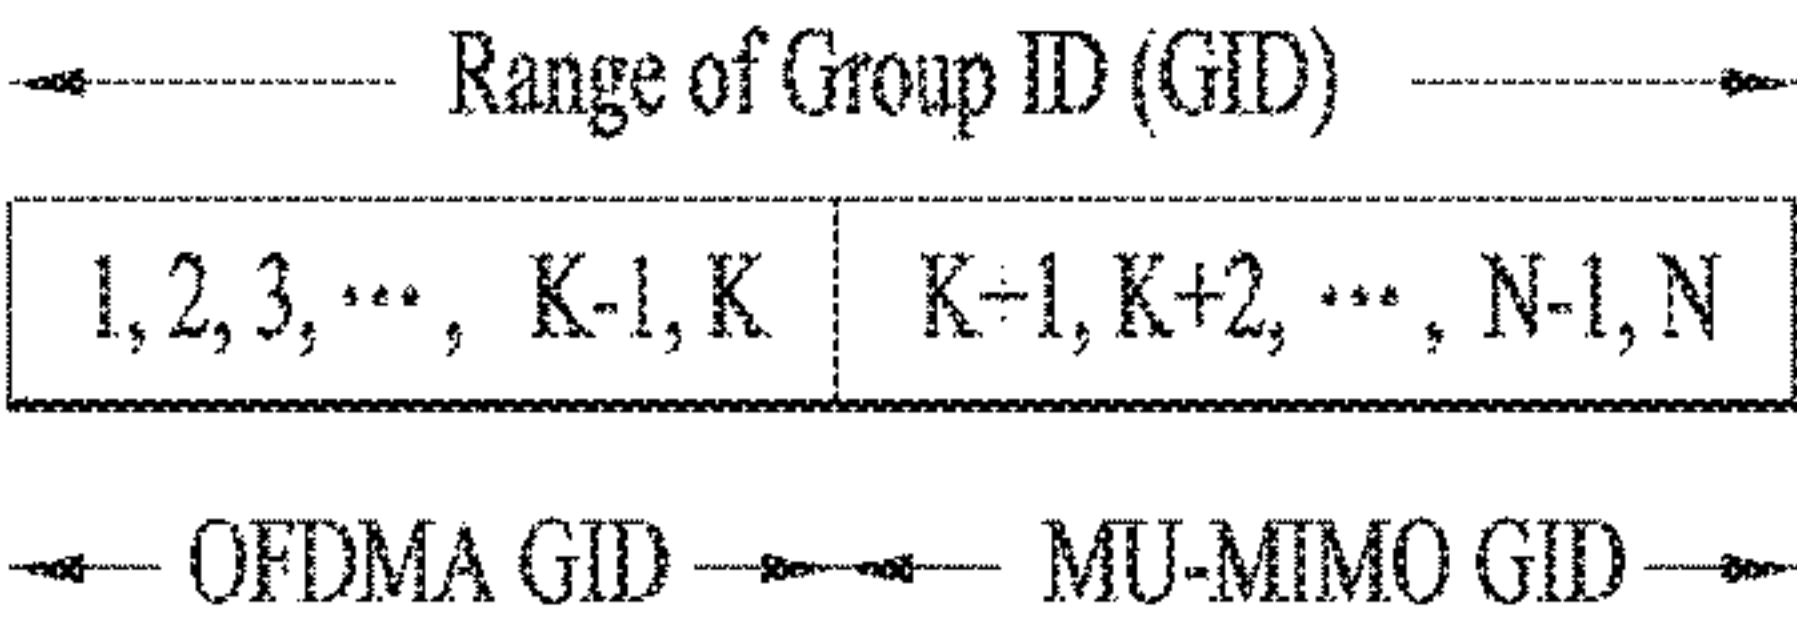 Range of Group ID (GID)
1, 2, 3, ···, K-1, K K+1, K+2, ···, N-1, N
OFDMA GID MU-MIMO GID